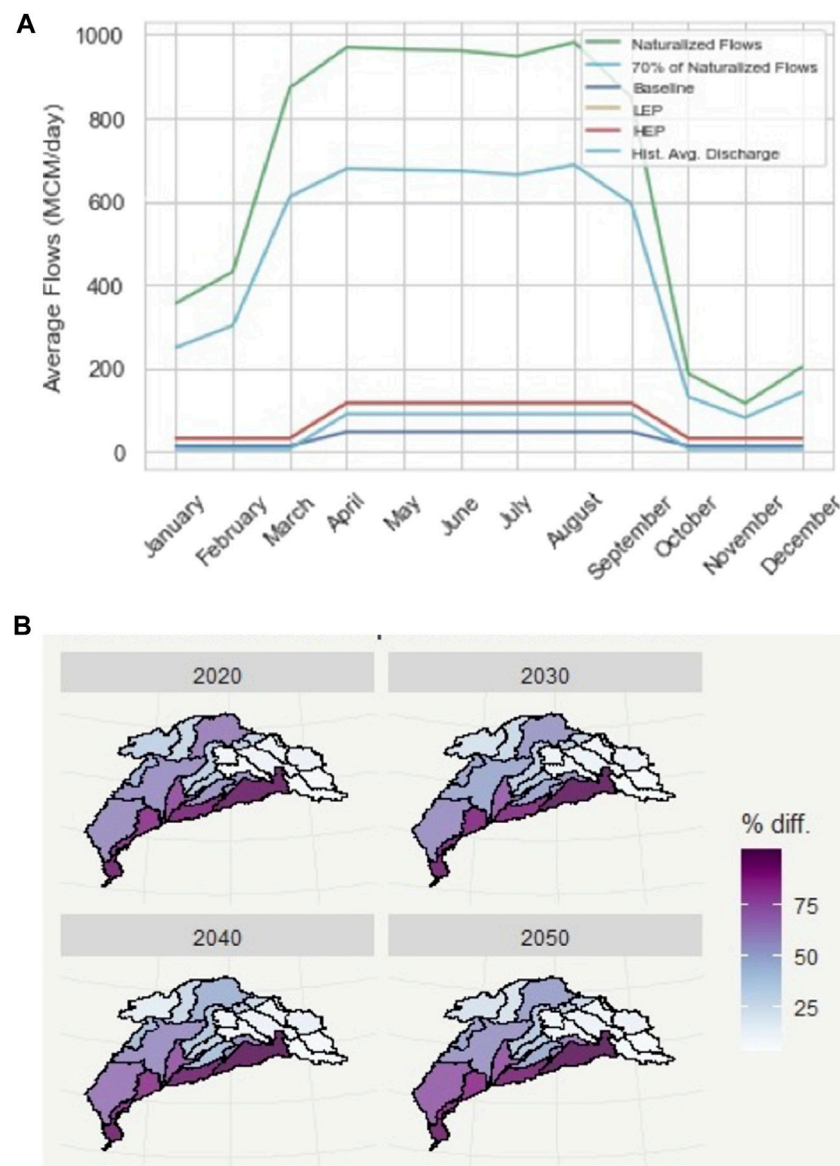 A
Average Flows (MCM/day)
1000
800
600
400
200
0
Naturalized Flows
70% of Naturalized Flows
Baseline
LEP
HEP
Hist. Avg. Discharge
January
February
March
April
May
June
July
August
September
October
November
December
B
2020
2030
2040
2050
% diff.
75
50
25